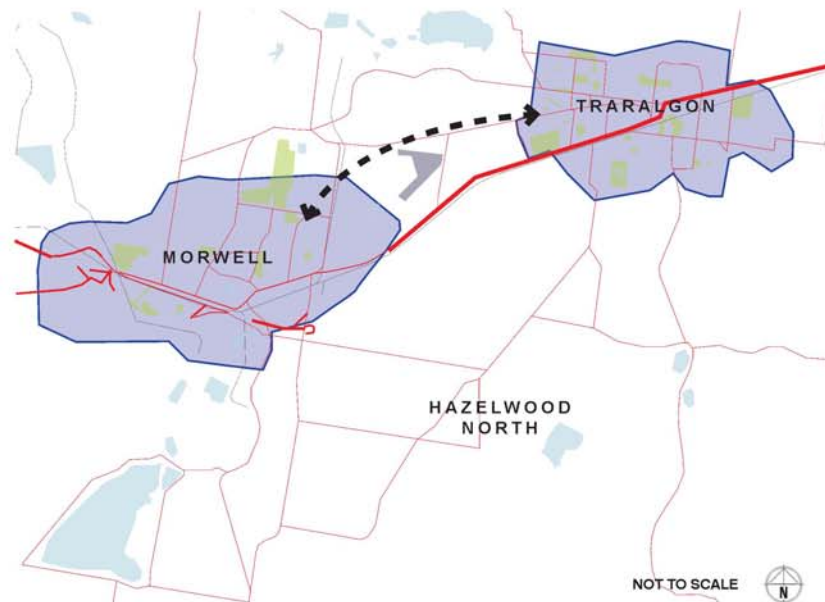 TRARALGON
MORWELL
HAZELWOOD
NORTH
NOT TO SCALE
N